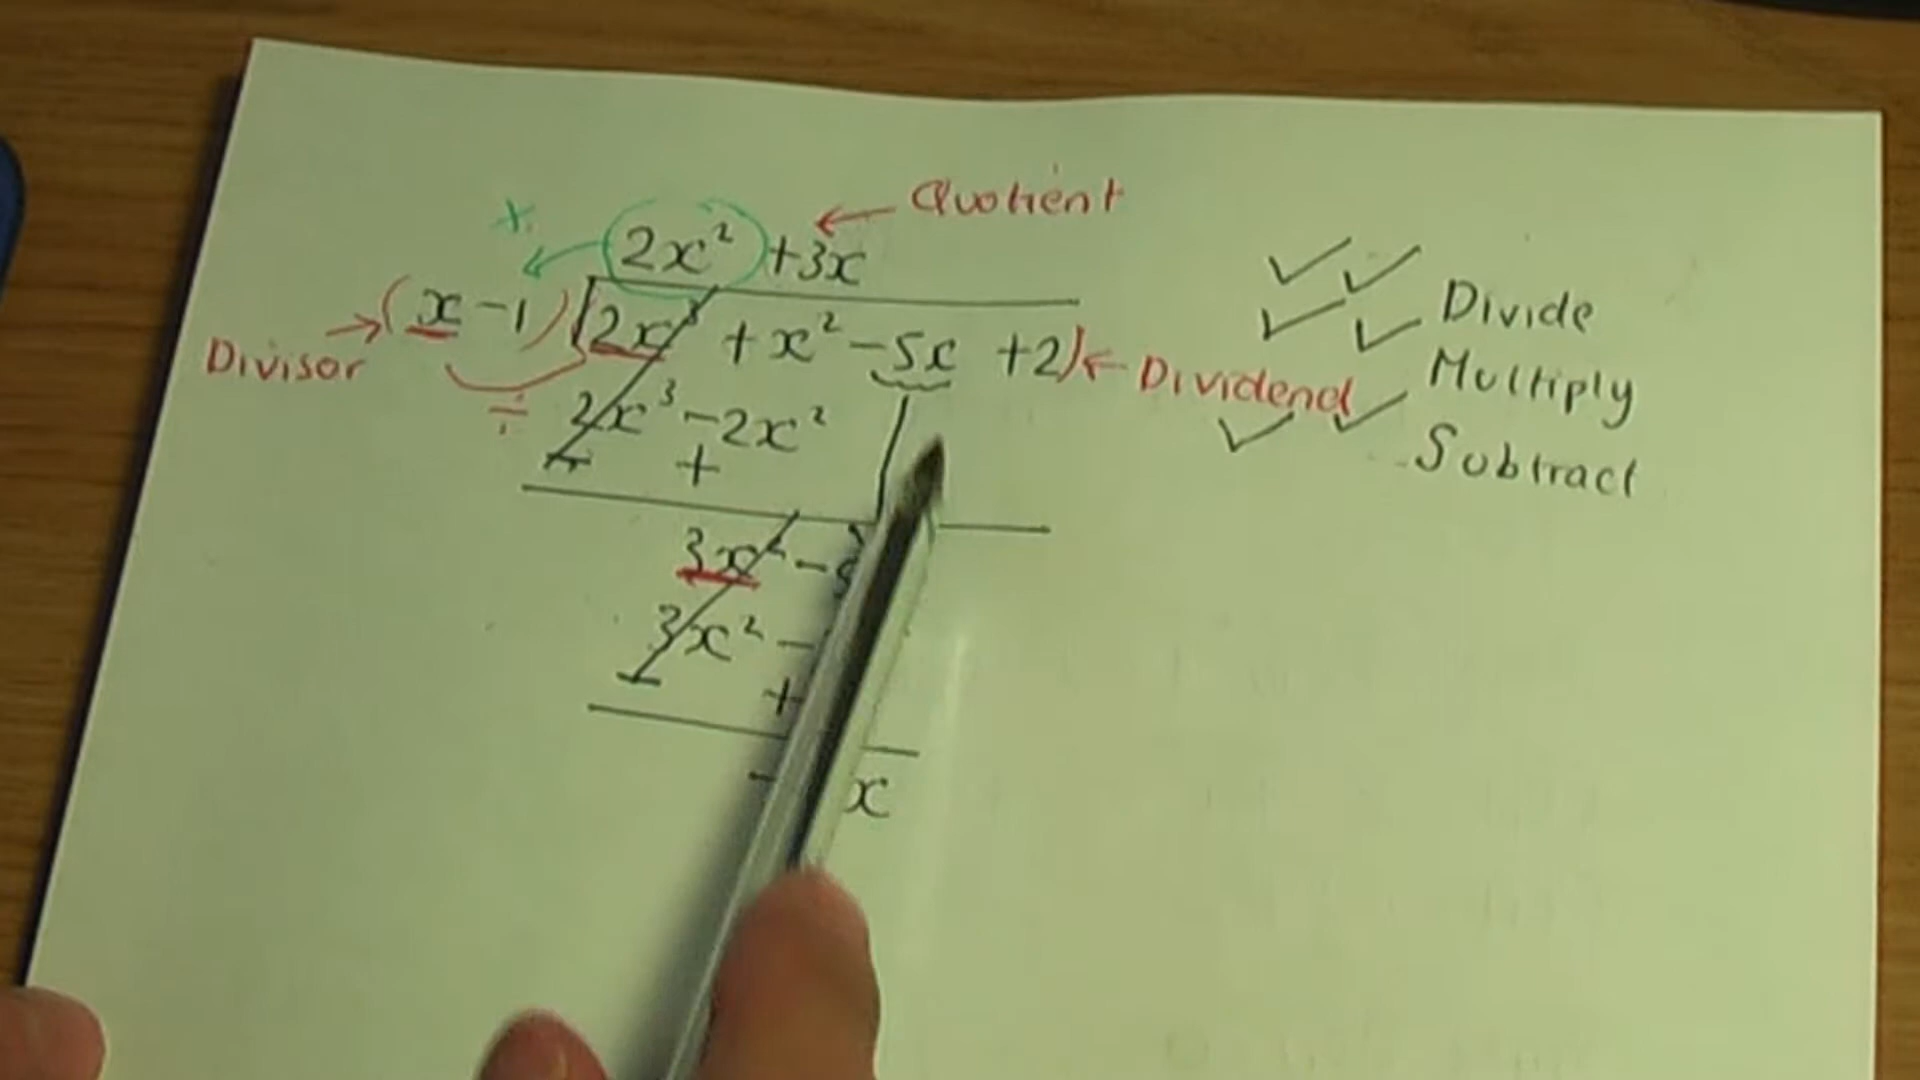 Quotient
×
2x² +3x
(x -1) 2x³ + x² -5x +2)
Divisor
Dividend
÷
2x³ -2x²
- +
3x² -
3x² -
- +
- x
Divide
Multiply
Subtract